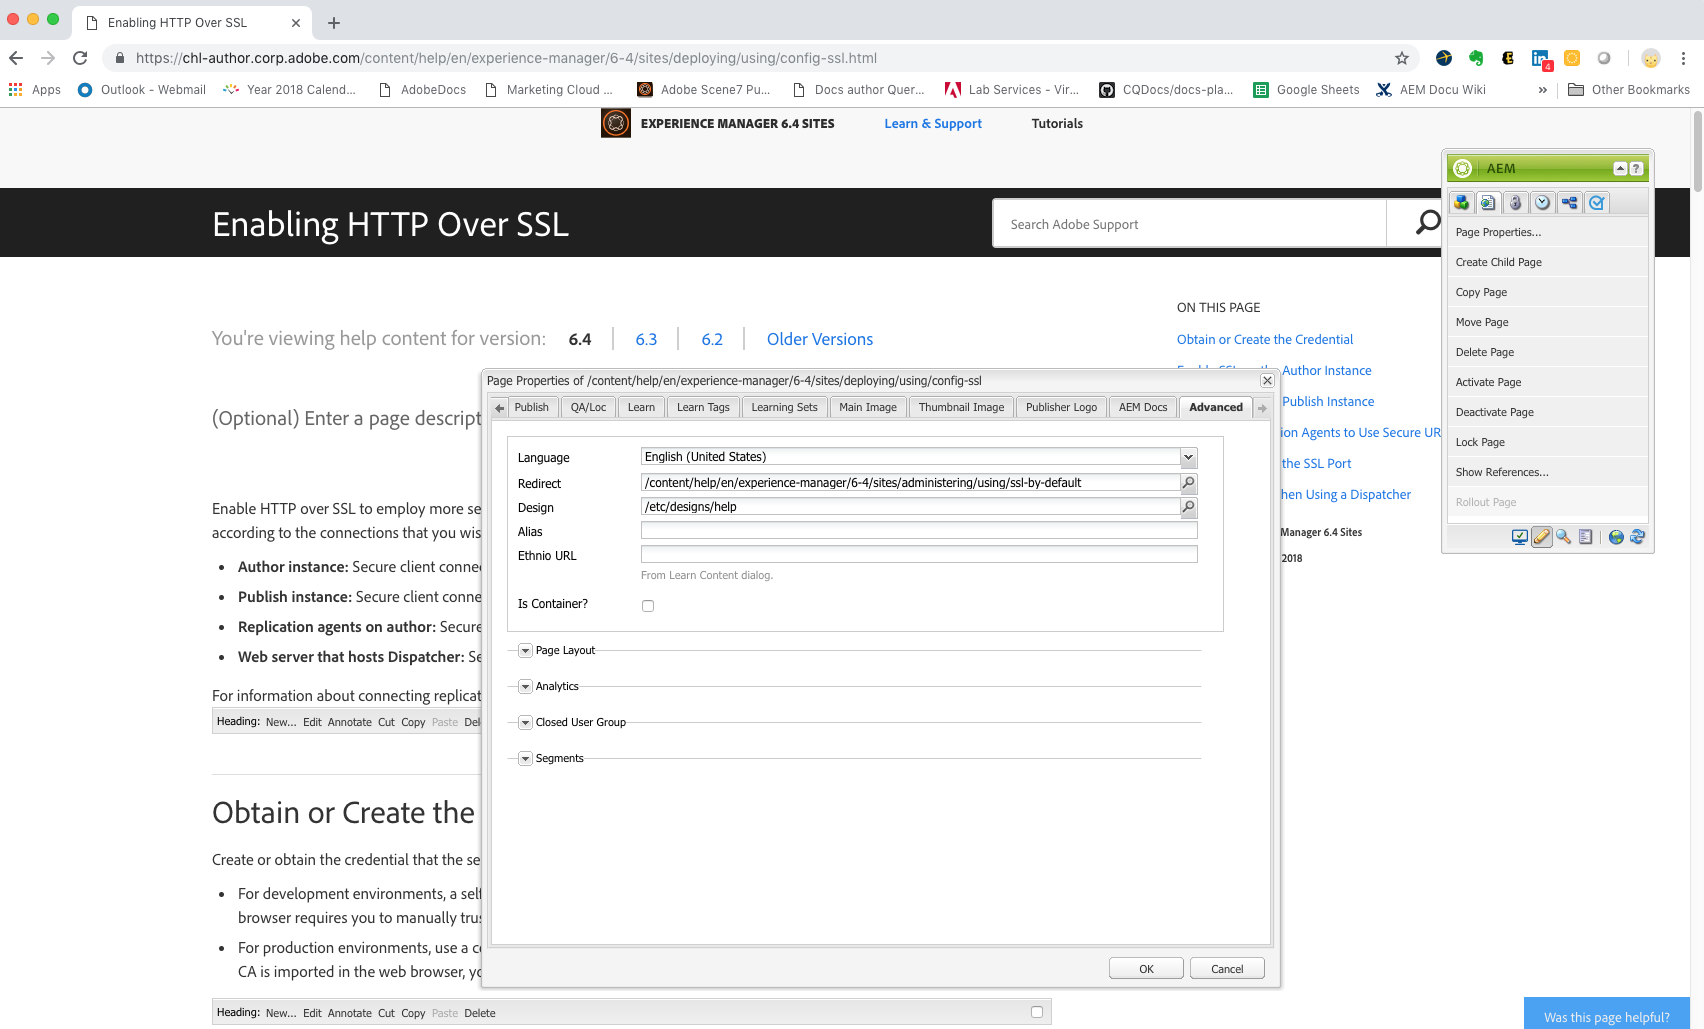 Enabling HTTP Over SSL
https://chl-author.corp.adobe.com/content/help/en/experience-manager/6-4/sites/deploying/using/config-ssl.html
4
Apps
Outlook - Webmail
Year 2018 Calend...
AdobeDocs
Marketing Cloud ...
Adobe Scene7 Pu...
Docs author Quer...
Lab Services - Vir...
CQDocs/docs-pla...
Google Sheets
AEM Docu Wiki
»
Other Bookmarks
EXPERIENCE MANAGER 6.4 SITES
Learn & Support
Tutorials
Enabling HTTP Over SSL
Search Adobe Support
You're viewing help content for version:
6.4
6.3
6.2
Older Versions
(Optional) Enter a page descript
Enable HTTP over SSL to employ more se
according to the connections that you wis
• Author instance: Secure client conne
• Publish instance: Secure client conne
• Replication agents on author: Secure
• Web server that hosts Dispatcher: Se
For information about connecting replicat
Heading: New... Edit Annotate Cut Copy Paste Del
Obtain or Create the
Create or obtain the credential that the se
• For development environments, a self
browser requires you to manually trus
• For production environments, use a c
CA is imported in the web browser, yo
Heading: New... Edit Annotate Cut Copy Paste Delete
Page Properties of /content/help/en/experience-manager/6-4/sites/deploying/using/config-ssl
Publish
QA/Loc
Learn
Learn Tags
Learning Sets
Main Image
Thumbnail Image
Publisher Logo
AEM Docs
Advanced
Language
English (United States)
Redirect
/content/help/en/experience-manager/6-4/sites/administering/using/ssl-by-default
Design
/etc/designs/help
Alias
Ethnio URL
From Learn Content dialog.
Is Container?
Page Layout
Analytics
Closed User Group
Segments
OK
Cancel
ON THIS PAGE
Obtain or Create the Credential
Author Instance
Publish Instance
ion Agents to Use Secure UR
the SSL Port
hen Using a Dispatcher
Manager 6.4 Sites
2018
AEM
?
Page Properties...
Create Child Page
Copy Page
Move Page
Delete Page
Activate Page
Deactivate Page
Lock Page
Show References...
Rollout Page
Was this page helpful?